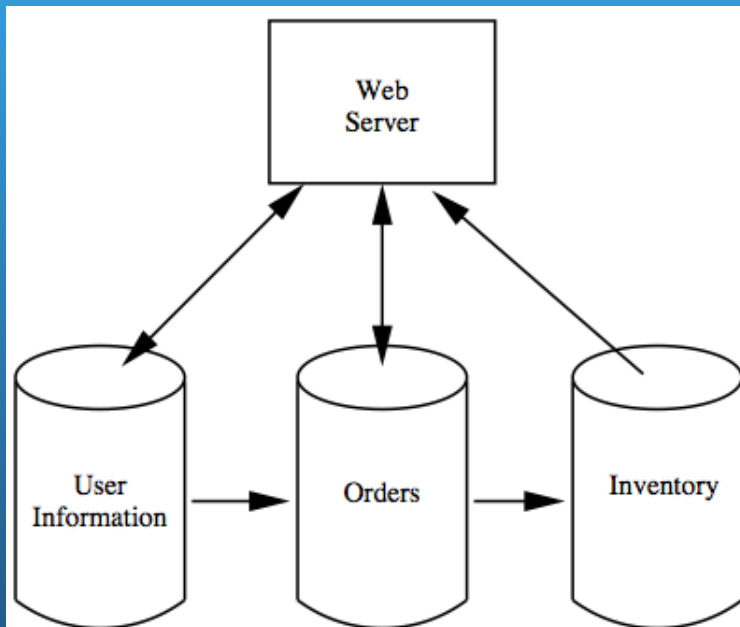 Web
Server
User
Information
Orders
Inventory